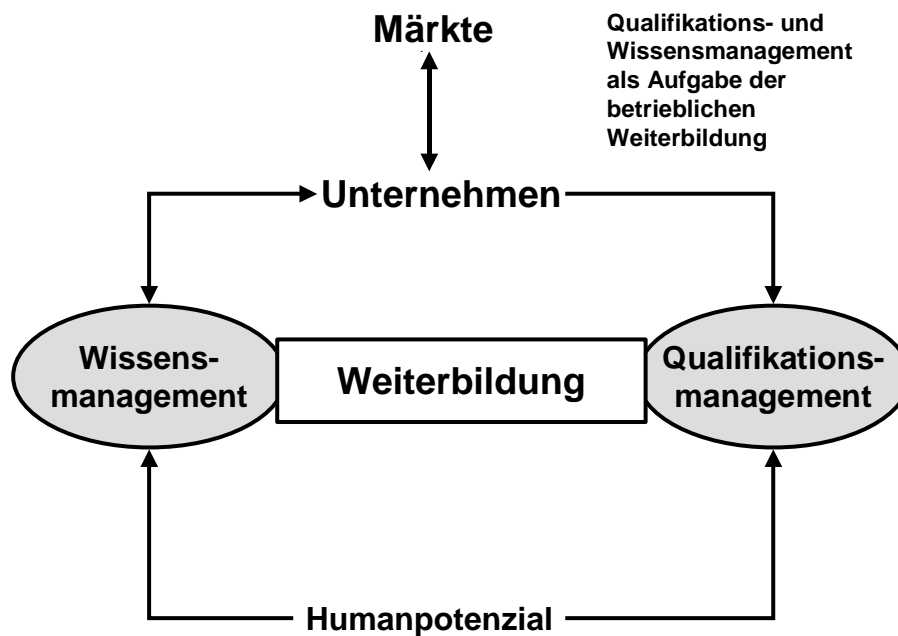 Märkte
Qualifikations- und
Wissensmanagement
als Aufgabe der
betrieblichen
Weiterbildung
Unternehmen
Wissens-
management
Weiterbildung
Qualifikations-
management
Humanpotenzial